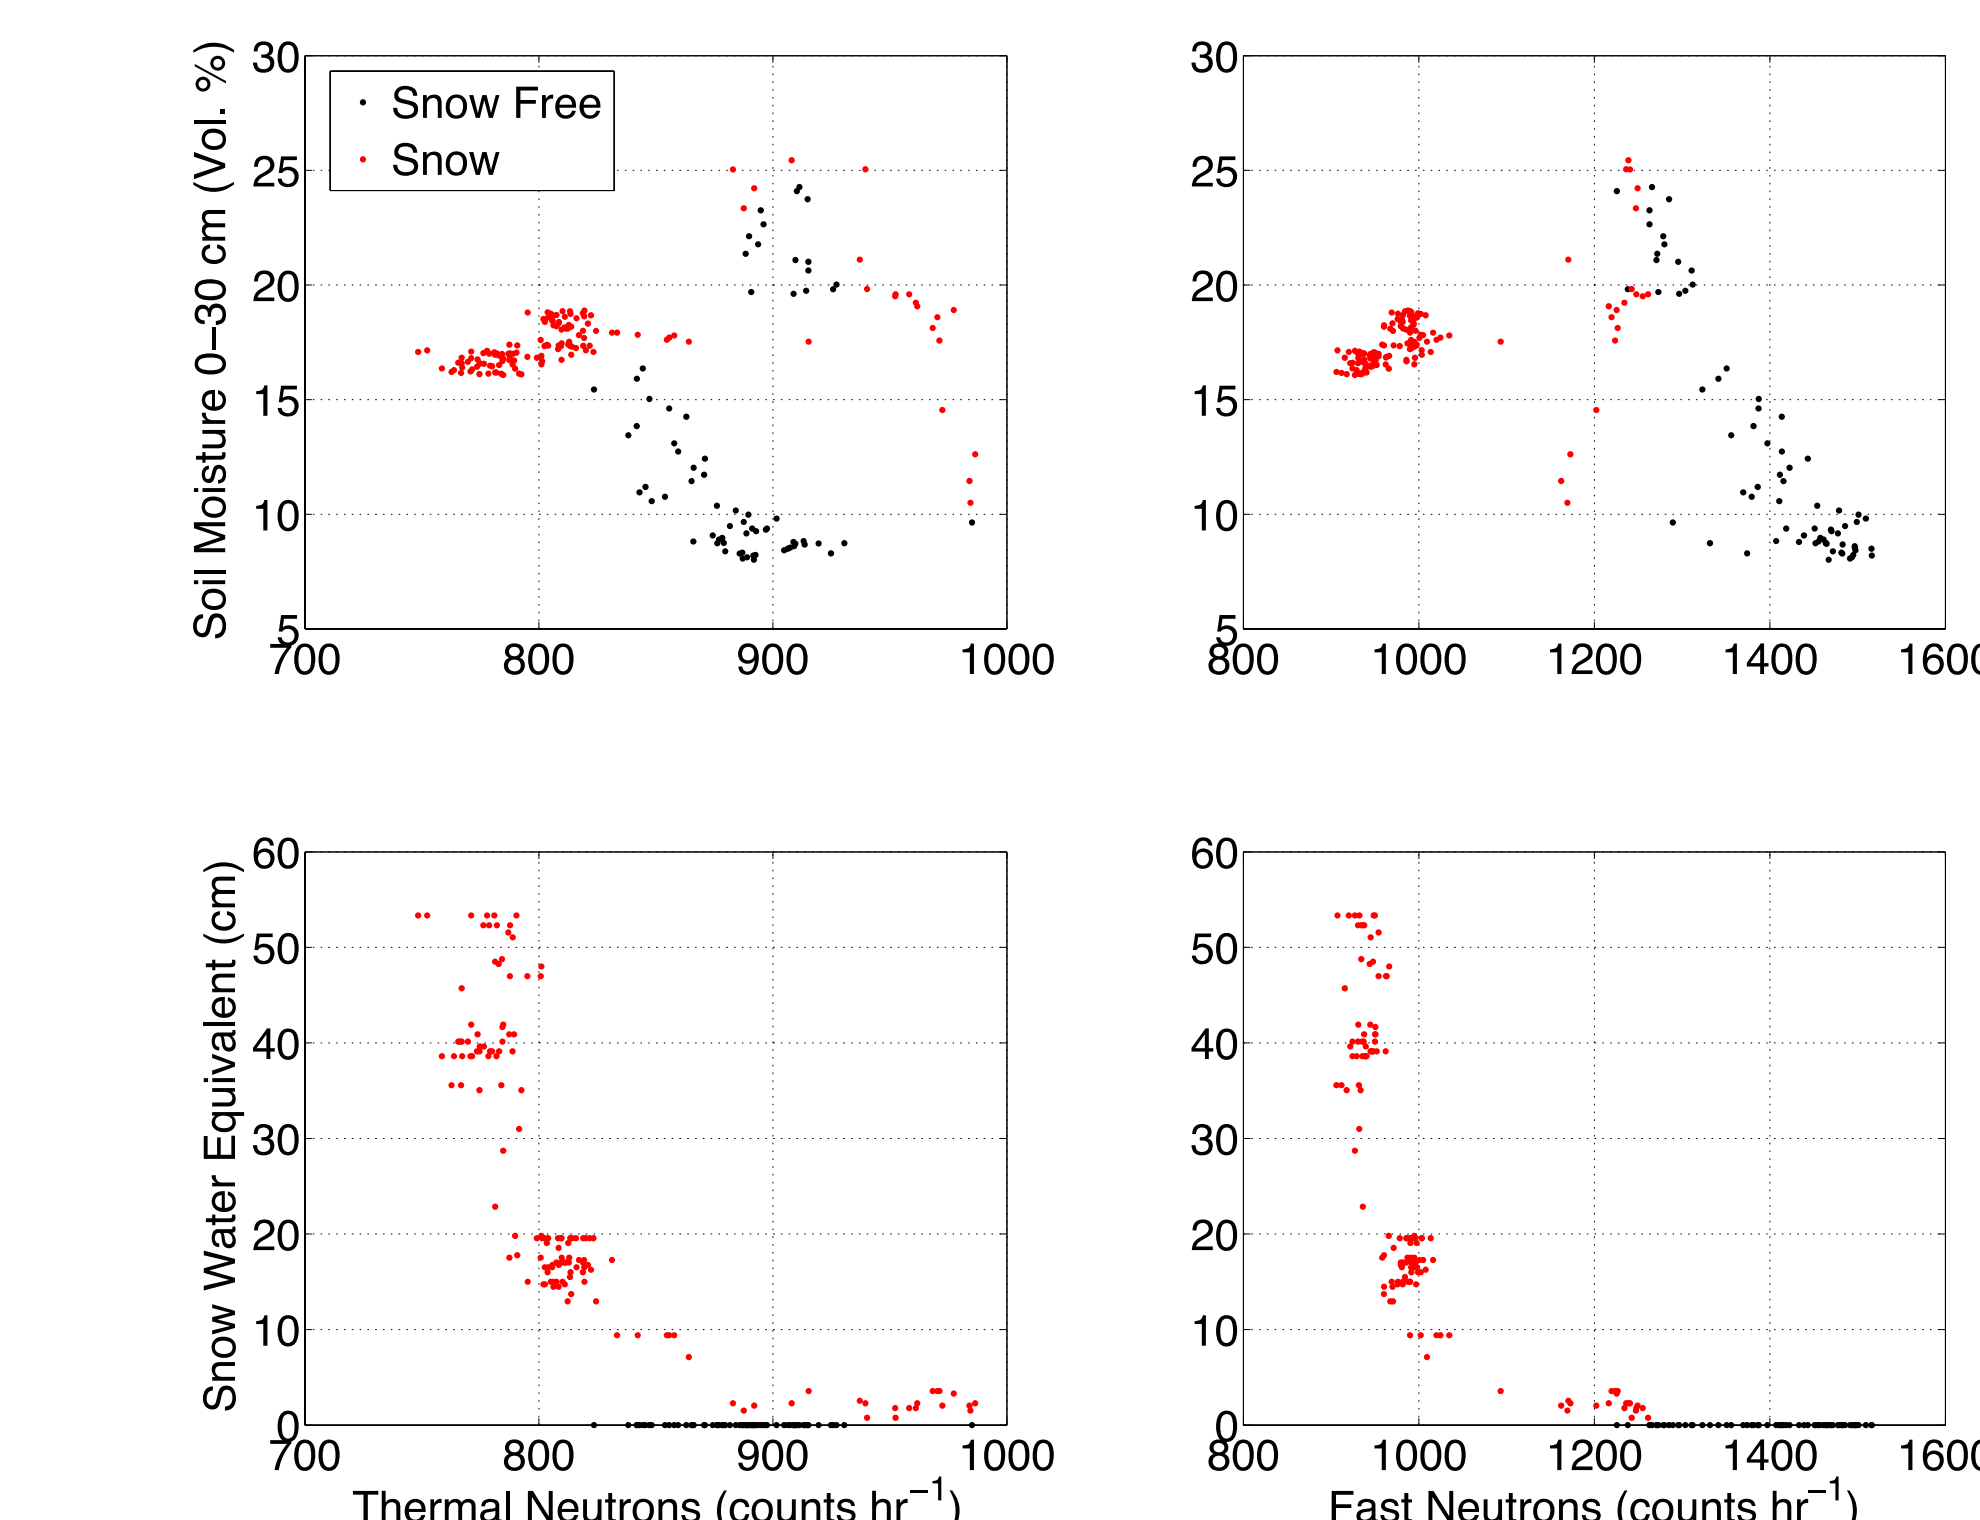 30
25
20
15
10
5
Soil Moisture 0–30 cm (Vol. %)
Snow Free
Snow
700 800 900 1000
30
25
20
15
10
5
800 1000 1200 1400 1600
60
50
40
30
20
10
0
Snow Water Equivalent (cm)
700 800 900 1000
Thermal Neutrons (counts hr⁻¹)
60
50
40
30
20
10
0
800 1000 1200 1400 1600
Fast Neutrons (counts hr⁻¹)